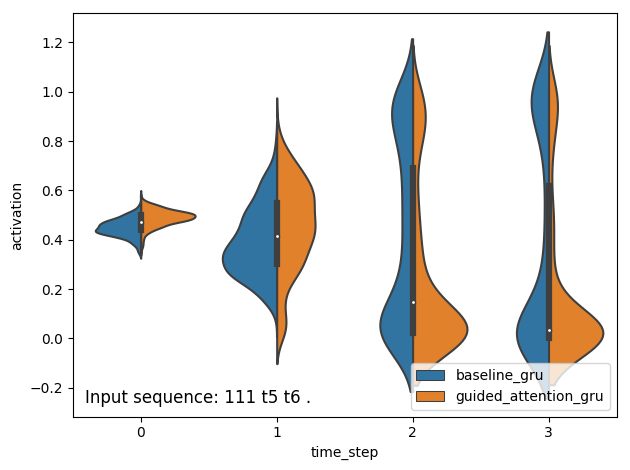 1.2
1.0
0.8
0.6
0.4
0.2
0.0
−0.2
activation
Input sequence: 111 t5 t6 .
baseline_gru
guided_attention_gru
0 1 2 3
time_step